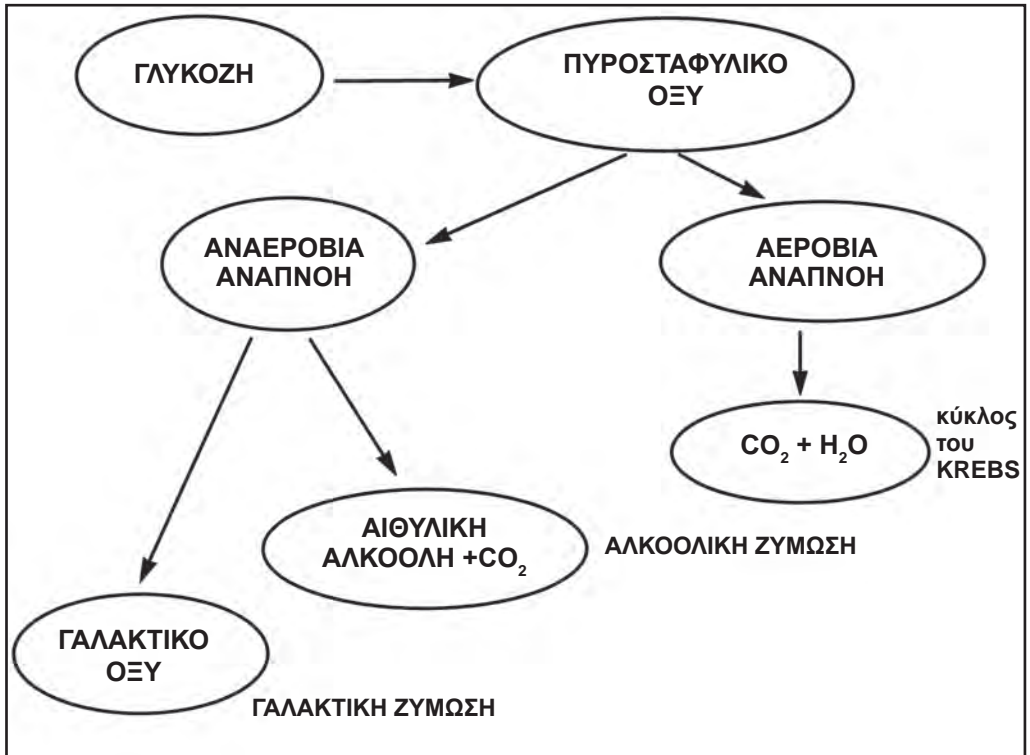 ΓΛΥΚΟΖΗ
ΠΥΡΟΣΤΑΦΥΛΙΚΟ
ΟΞΥ
ΑΝΑΕΡΟΒΙΑ
ΑΝΑΠΝΟΗ
ΑΕΡΟΒΙΑ
ΑΝΑΠΝΟΗ
CO₂ + H₂O
κύκλος
του
KREBS
ΑΙΘΥΛΙΚΗ
ΑΛΚΟΟΛΗ +CO₂
ΑΛΚΟΟΛΙΚΗ ΖΥΜΩΣΗ
ΓΑΛΑΚΤΙΚΟ
ΟΞΥ
ΓΑΛΑΚΤΙΚΗ ΖΥΜΩΣΗ